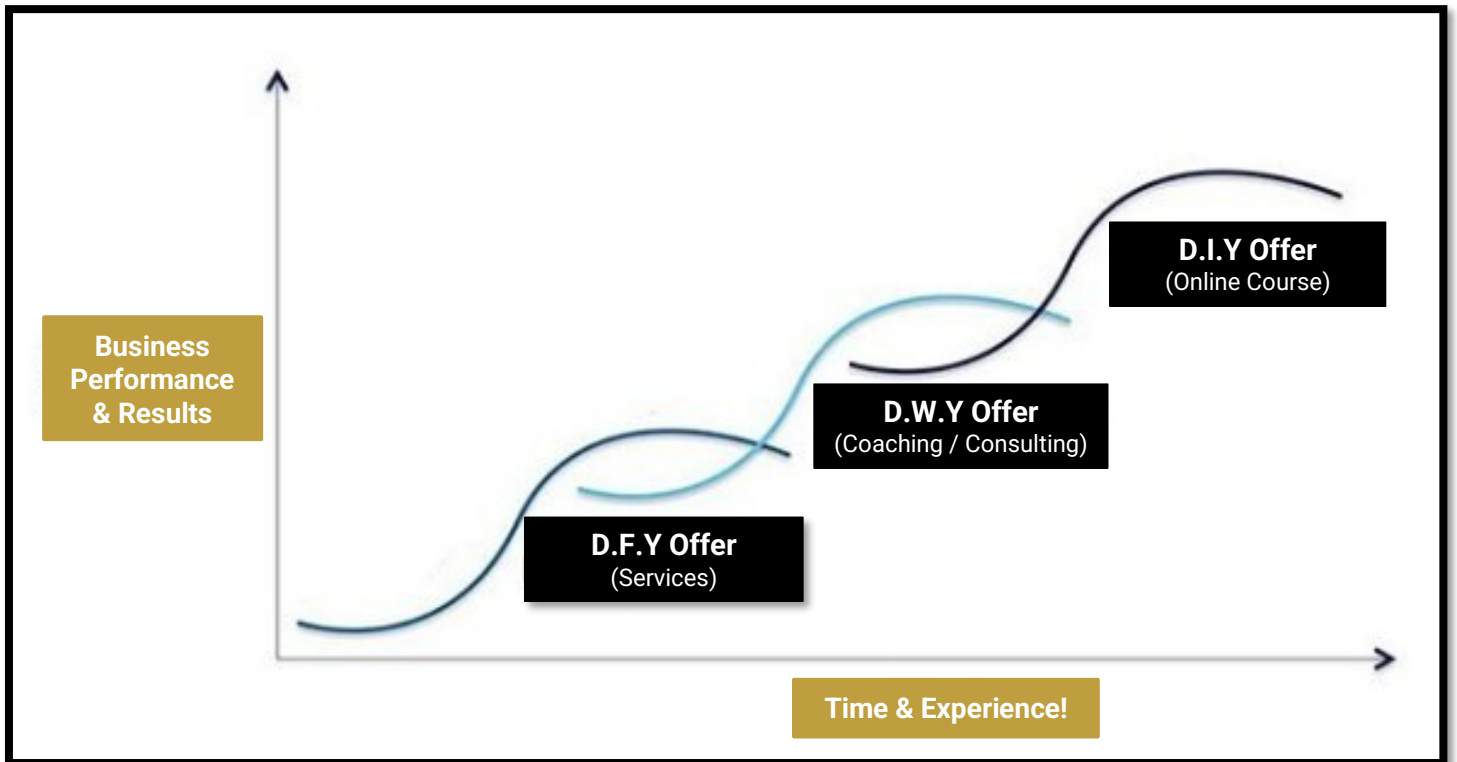 D.I.Y Offer
(Online Course)
Business
Performance
& Results
D.W.Y Offer
(Coaching / Consulting)
D.F.Y Offer
(Services)
Time & Experience!